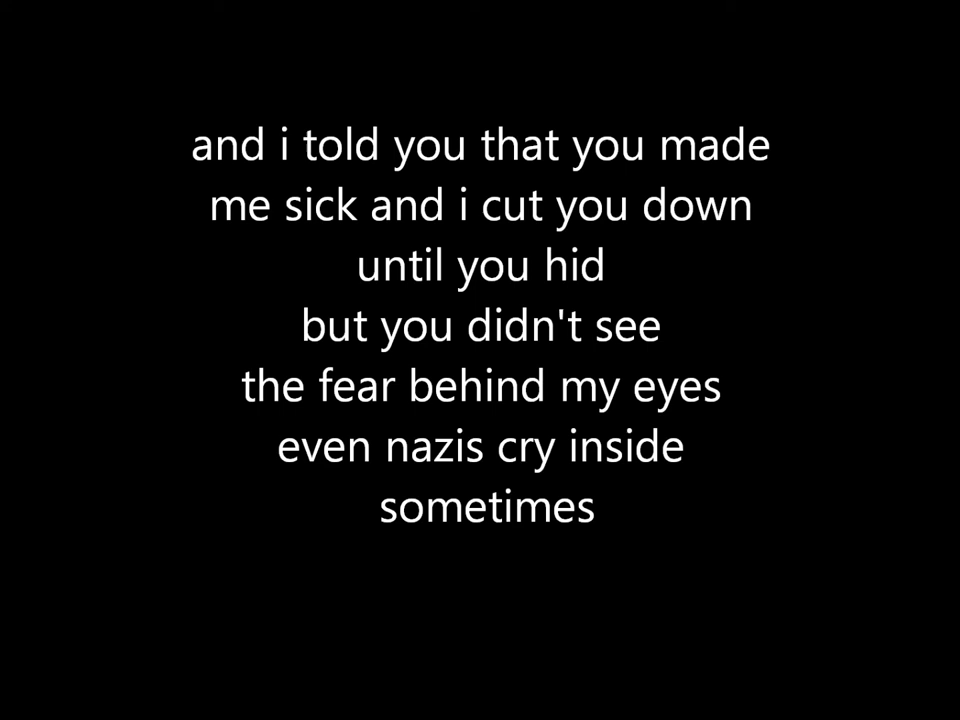 and i told you that you made
me sick and i cut you down
until you hid
but you didn't see
the fear behind my eyes
even nazis cry inside
sometimes